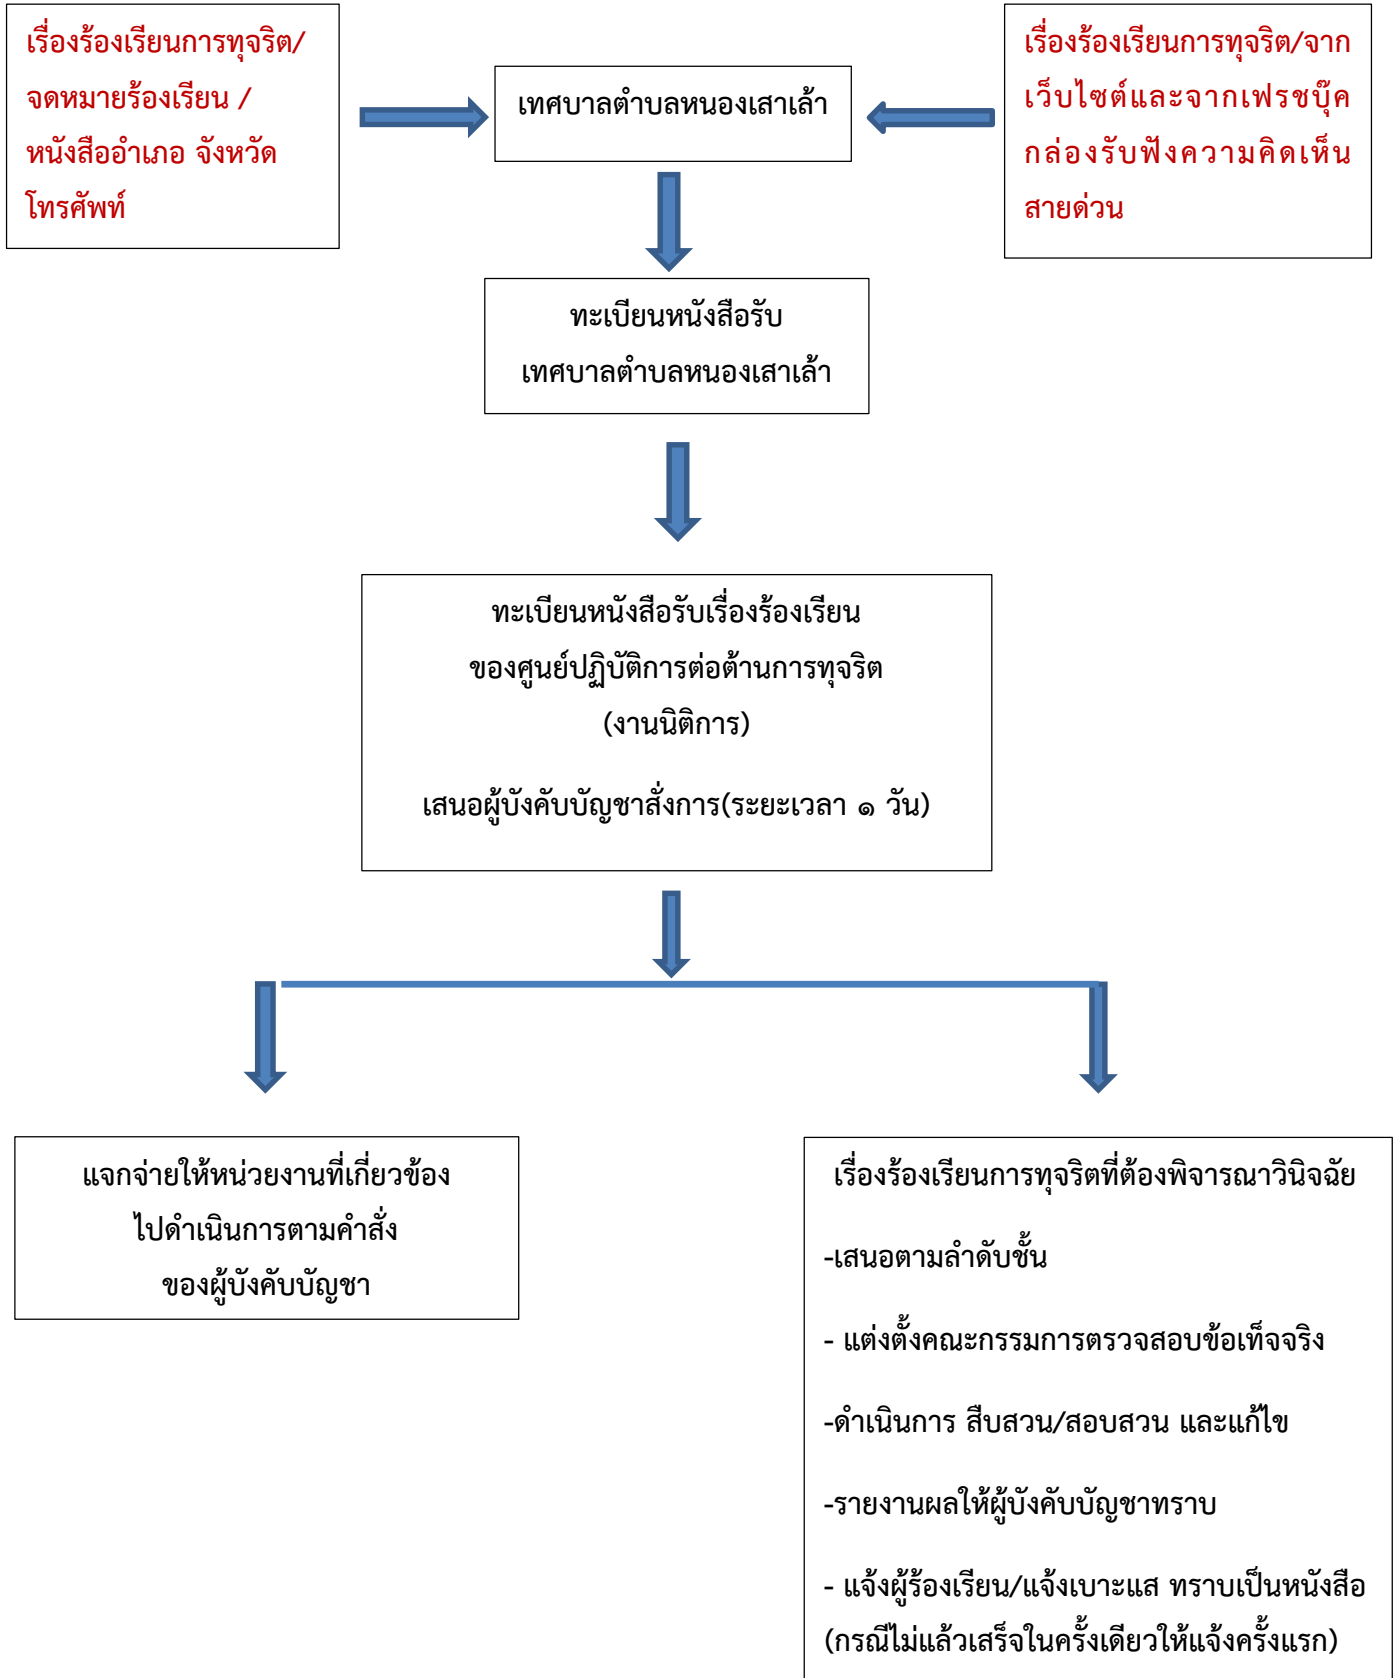 เรื่องร้องเรียนการทุจริต/
จดหมายร้องเรียน /
หนังสืออำเภอ จังหวัด
โทรศัพท์
เทศบาลตำบลหนองเสาเล้า
เรื่องร้องเรียนการทุจริต/จาก
เว็บไซต์และจากเฟรชบุ๊ค
กล่องรับฟังความคิดเห็น
สายด่วน
ทะเบียนหนังสือรับ
เทศบาลตำบลหนองเสาเล้า
ทะเบียนหนังสือรับเรื่องร้องเรียน
ของศูนย์ปฏิบัติการต่อต้านการทุจริต
(งานนิติการ)
เสนอผู้บังคับบัญชาสั่งการ(ระยะเวลา ๑ วัน)
แจกจ่ายให้หน่วยงานที่เกี่ยวข้อง
ไปดำเนินการตามคำสั่ง
ของผู้บังคับบัญชา
เรื่องร้องเรียนการทุจริตที่ต้องพิจารณาวินิจฉัย
-เสนอตามลำดับชั้น
- แต่งตั้งคณะกรรมการตรวจสอบข้อเท็จจริง
-ดำเนินการ สืบสวน/สอบสวน และแก้ไข
-รายงานผลให้ผู้บังคับบัญชาทราบ
- แจ้งผู้ร้องเรียน/แจ้งเบาะแส ทราบเป็นหนังสือ
(กรณีไม่แล้วเสร็จในครั้งเดียวให้แจ้งครั้งแรก)